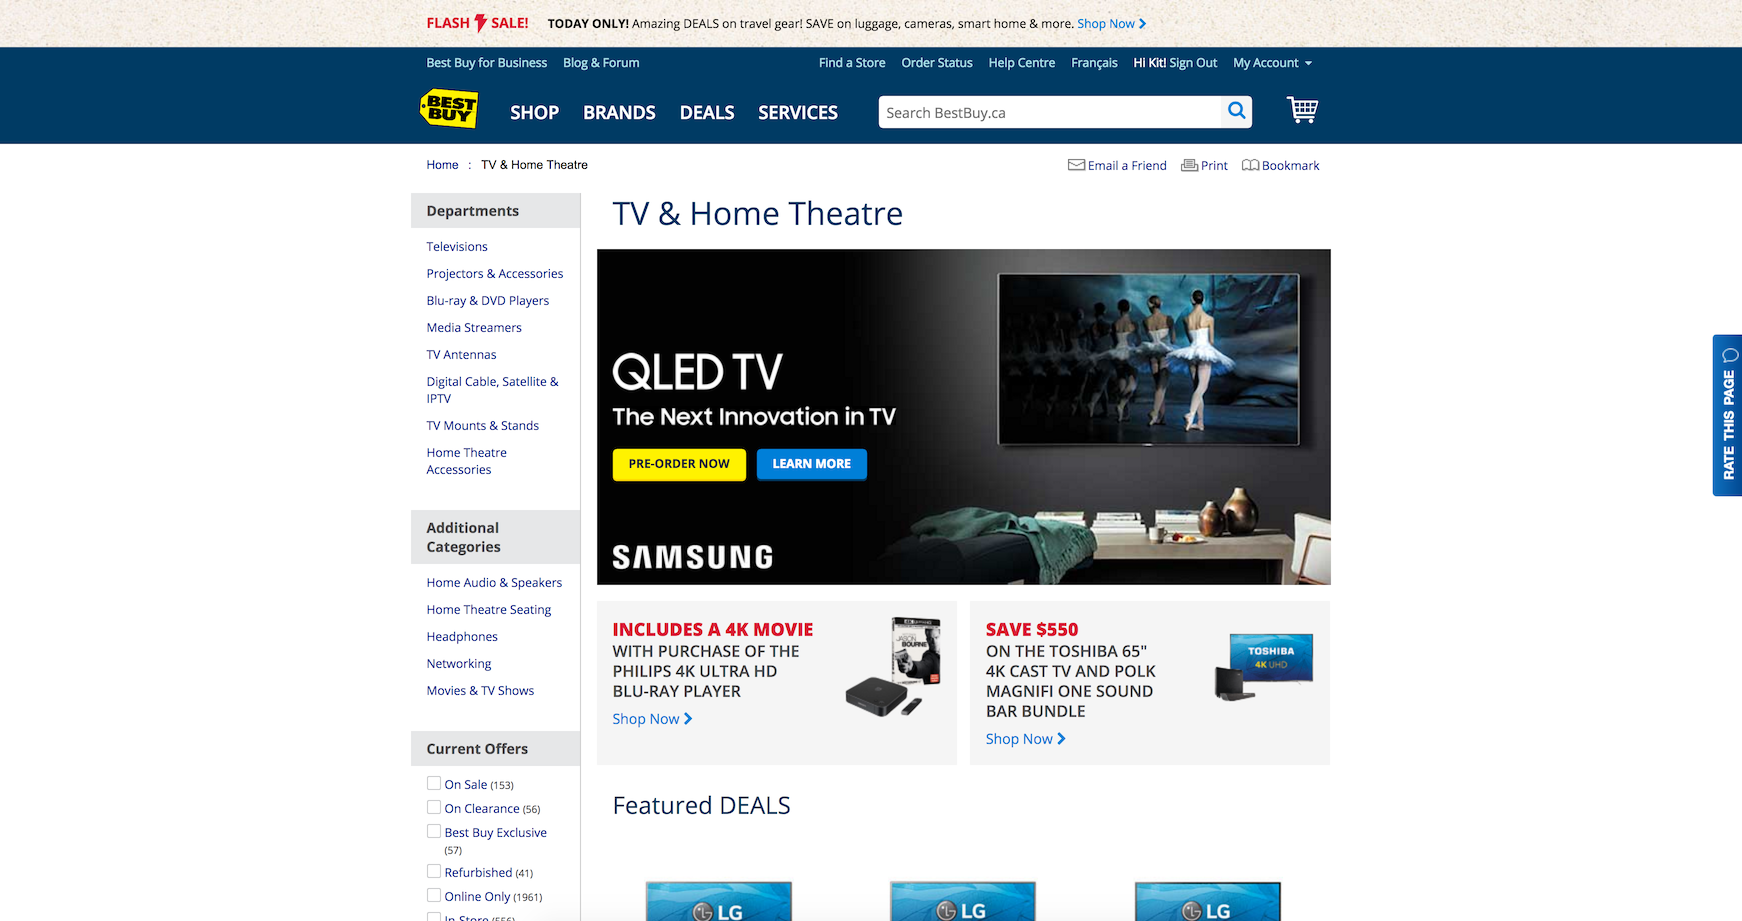 FLASH SALE! TODAY ONLY! Amazing DEALS on travel gear! SAVE on luggage, cameras, smart home & more. Shop Now
Best Buy for Business Blog & Forum Find a Store Order Status Help Centre Français Hi Kit! Sign Out My Account
BEST
BUY
SHOP BRANDS DEALS SERVICES Search BestBuy.ca
Home : TV & Home Theatre Email a Friend Print Bookmark
Departments
Televisions
Projectors & Accessories
Blu-ray & DVD Players
Media Streamers
TV Antennas
Digital Cable, Satellite &
IPTV
TV Mounts & Stands
Home Theatre
Accessories
Additional
Categories
Home Audio & Speakers
Home Theatre Seating
Headphones
Networking
Movies & TV Shows
Current Offers
On Sale (153)
On Clearance (56)
Best Buy Exclusive
(57)
Refurbished (41)
Online Only (1961)
In Store (556)
TV & Home Theatre
QLED TV
The Next Innovation in TV
PRE-ORDER NOW LEARN MORE
SAMSUNG
INCLUDES A 4K MOVIE
WITH PURCHASE OF THE
PHILIPS 4K ULTRA HD
BLU-RAY PLAYER
Shop Now
JASON
BOURNE
SAVE $550
ON THE TOSHIBA 65"
4K CAST TV AND POLK
MAGNIFI ONE SOUND
BAR BUNDLE
Shop Now
TOSHIBA
4K UHD
Featured DEALS
LG LG LG
RATE THIS PAGE